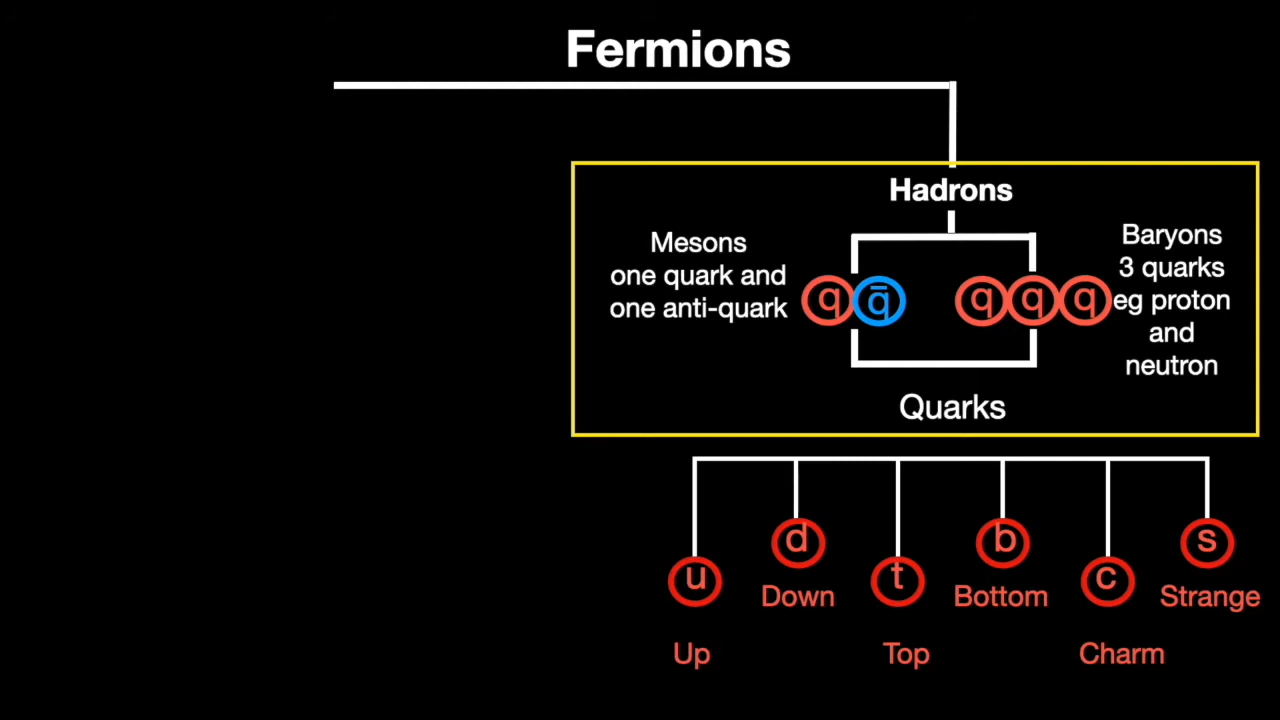 Fermions
Hadrons
Mesons
one quark and
one anti-quark
q q̄
q q q
Baryons
3 quarks
eg proton
and
neutron
Quarks
u
d
t
b
c
s
Up
Down
Top
Bottom
Charm
Strange